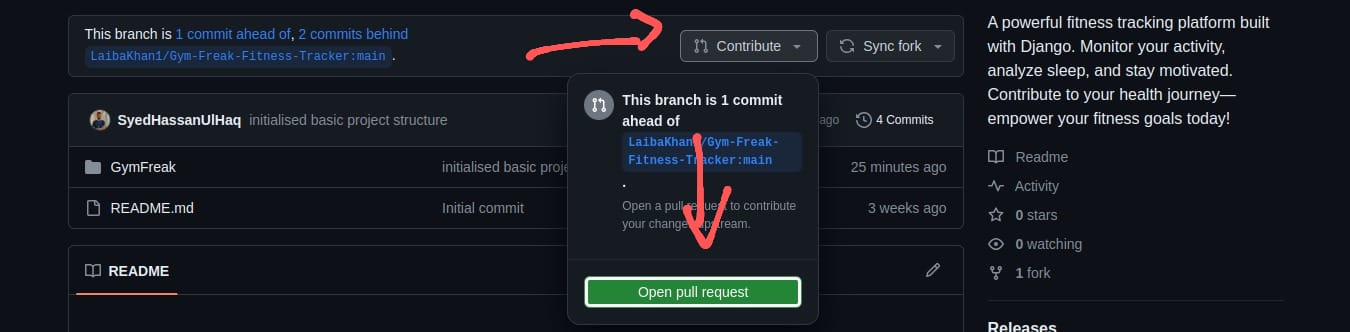 This branch is 1 commit ahead of, 2 commits behind
LaibaKhan1/Gym-Freak-Fitness-Tracker:main .
Contribute
Sync fork
This branch is 1 commit
ahead of
LaibaKhan1/Gym-Freak-
Fitness-Tracker:main
.
Open a pull request to contribute
your changes upstream.
Open pull request
SyedHassanUlHaq initialised basic project structure
ago
4 Commits
GymFreak
initialised basic proje
25 minutes ago
README.md
Initial commit
3 weeks ago
README
A powerful fitness tracking platform built
with Django. Monitor your activity,
analyze sleep, and stay motivated.
Contribute to your health journey—
empower your fitness goals today!
Readme
Activity
0 stars
0 watching
1 fork
Releases